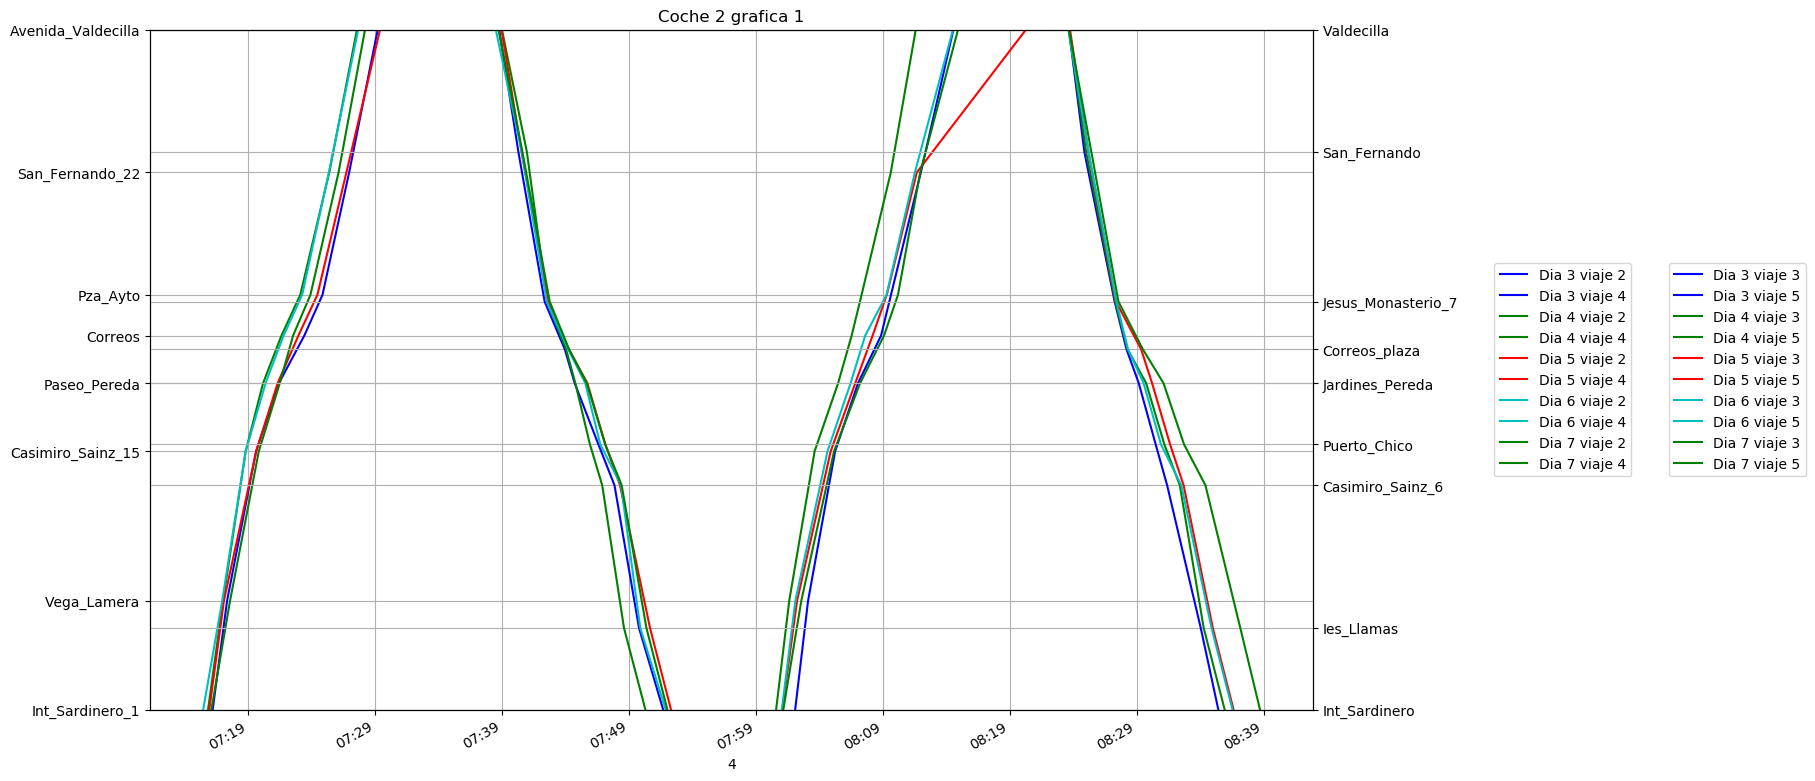 Coche 2 grafica 1
Avenida_Valdecilla
San_Fernando_22
Pza_Ayto
Correos
Paseo_Pereda
Casimiro_Sainz_15
Vega_Lamera
Int_Sardinero_1
Valdecilla
San_Fernando
Jesus_Monasterio_7
Correos_plaza
Jardines_Pereda
Puerto_Chico
Casimiro_Sainz_6
Ies_Llamas
Int_Sardinero
07:19
07:29
07:39
07:49
07:59
08:09
08:19
08:29
08:39
4
Dia 3 viaje 2
Dia 3 viaje 4
Dia 4 viaje 2
Dia 4 viaje 4
Dia 5 viaje 2
Dia 5 viaje 4
Dia 6 viaje 2
Dia 6 viaje 4
Dia 7 viaje 2
Dia 7 viaje 4
Dia 3 viaje 3
Dia 3 viaje 5
Dia 4 viaje 3
Dia 4 viaje 5
Dia 5 viaje 3
Dia 5 viaje 5
Dia 6 viaje 3
Dia 6 viaje 5
Dia 7 viaje 3
Dia 7 viaje 5